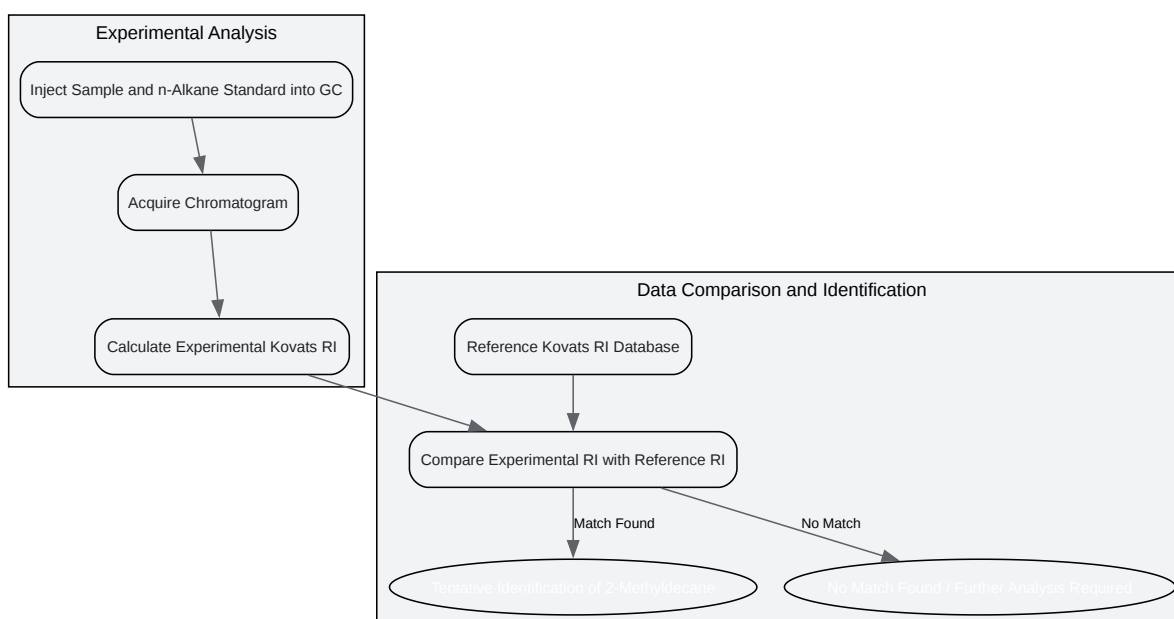 Experimental Analysis
Inject Sample and n-Alkane Standard into GC
Acquire Chromatogram
Calculate Experimental Kovats RI
Data Comparison and Identification
Reference Kovats RI Database
Compare Experimental RI with Reference RI
Match Found
No Match
Tentative Identification of 2-Methyldecane
No Match Found / Further Analysis Required